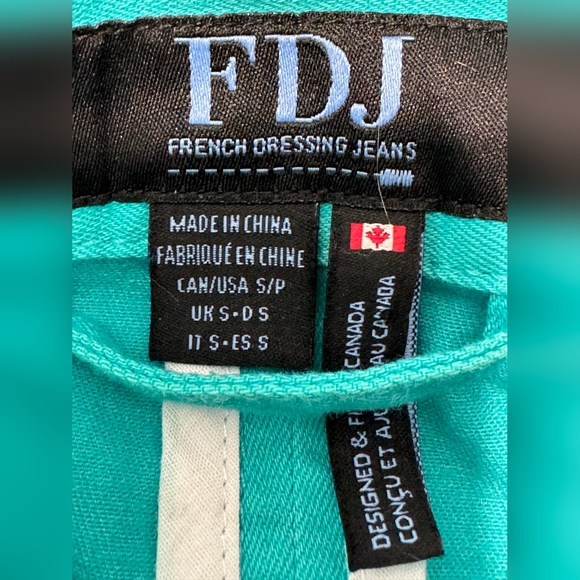 FDJ
FRENCH DRESSING JEANS
MADE IN CHINA
FABRIQUÉ EN CHINE
CAN/USA S/P
UK S•D S
IT S•ES S
DESIGNED & CANADA
CONÇU ET AU CANADA